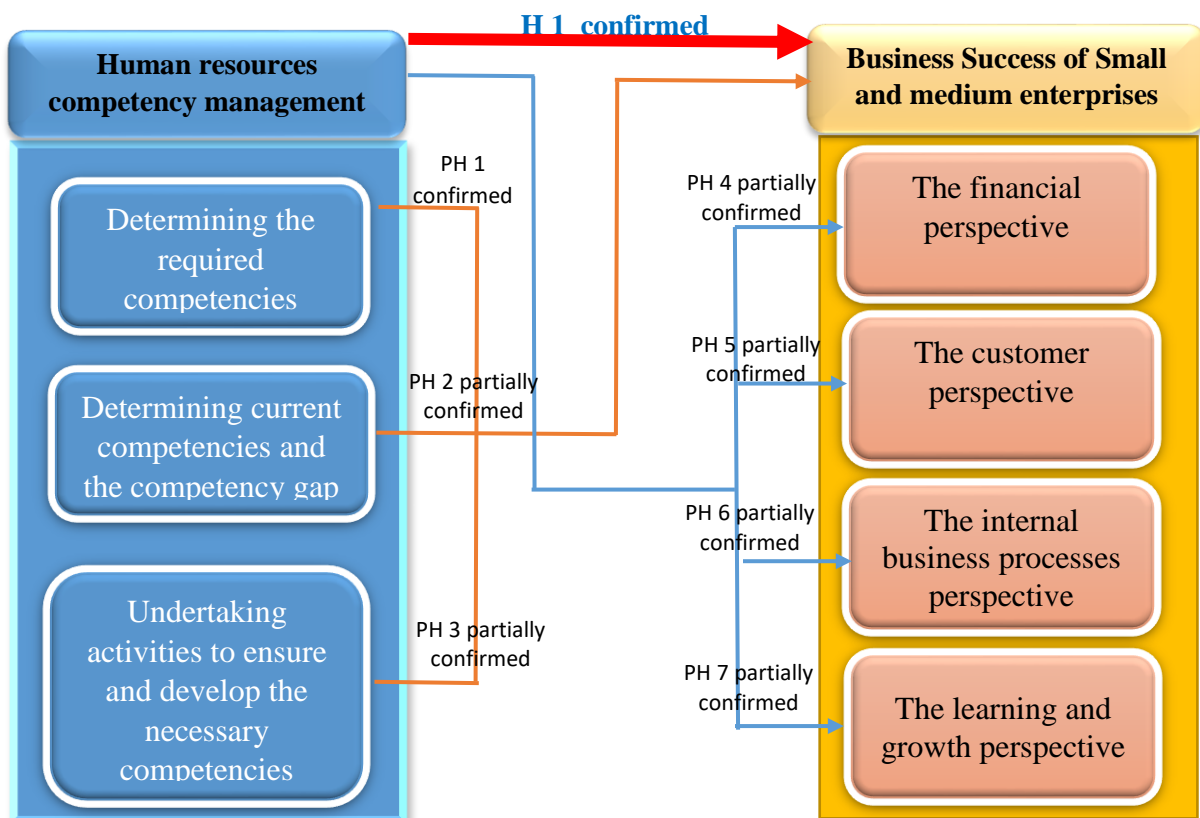 H 1  confirmed
Human resources
competency management
Business Success of Small
and medium enterprises
PH 1
confirmed
Determining the
required
competencies
PH 2 partially
confirmed
Determining current
competencies and
the competency gap
PH 3 partially
confirmed
Undertaking
activities to ensure
and develop the
necessary
competencies
PH 4 partially
confirmed
The financial
perspective
PH 5 partially
confirmed
The customer
perspective
PH 6 partially
confirmed
The internal
business processes
perspective
PH 7 partially
confirmed
The learning and
growth perspective